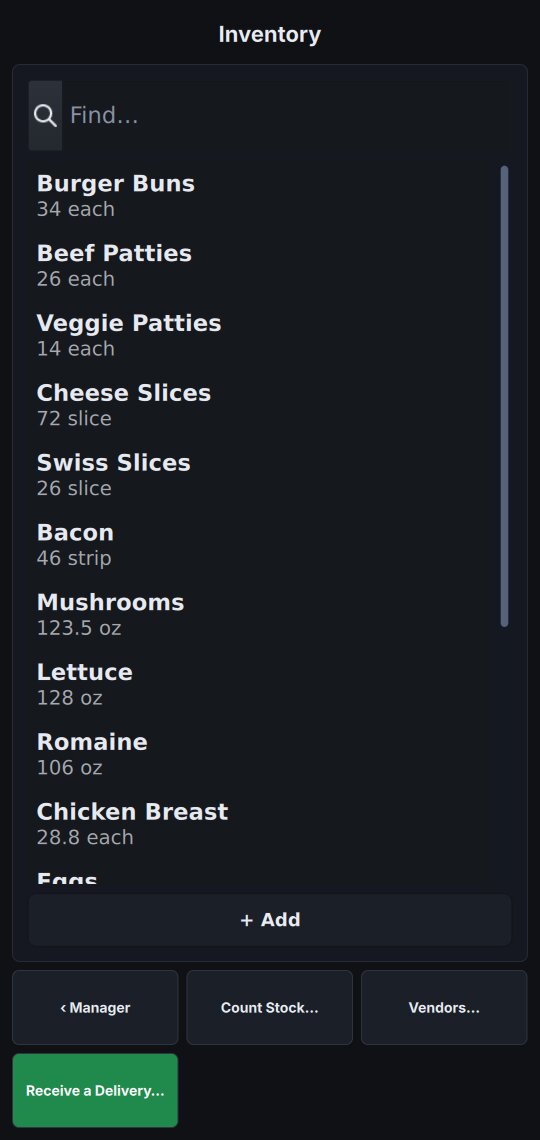 Inventory
Find...
Burger Buns
34 each
Beef Patties
26 each
Veggie Patties
14 each
Cheese Slices
72 slice
Swiss Slices
26 slice
Bacon
46 strip
Mushrooms
123.5 oz
Lettuce
128 oz
Romaine
106 oz
Chicken Breast
28.8 each
Eggs
+ Add
‹ Manager
Count Stock...
Vendors...
Receive a Delivery...